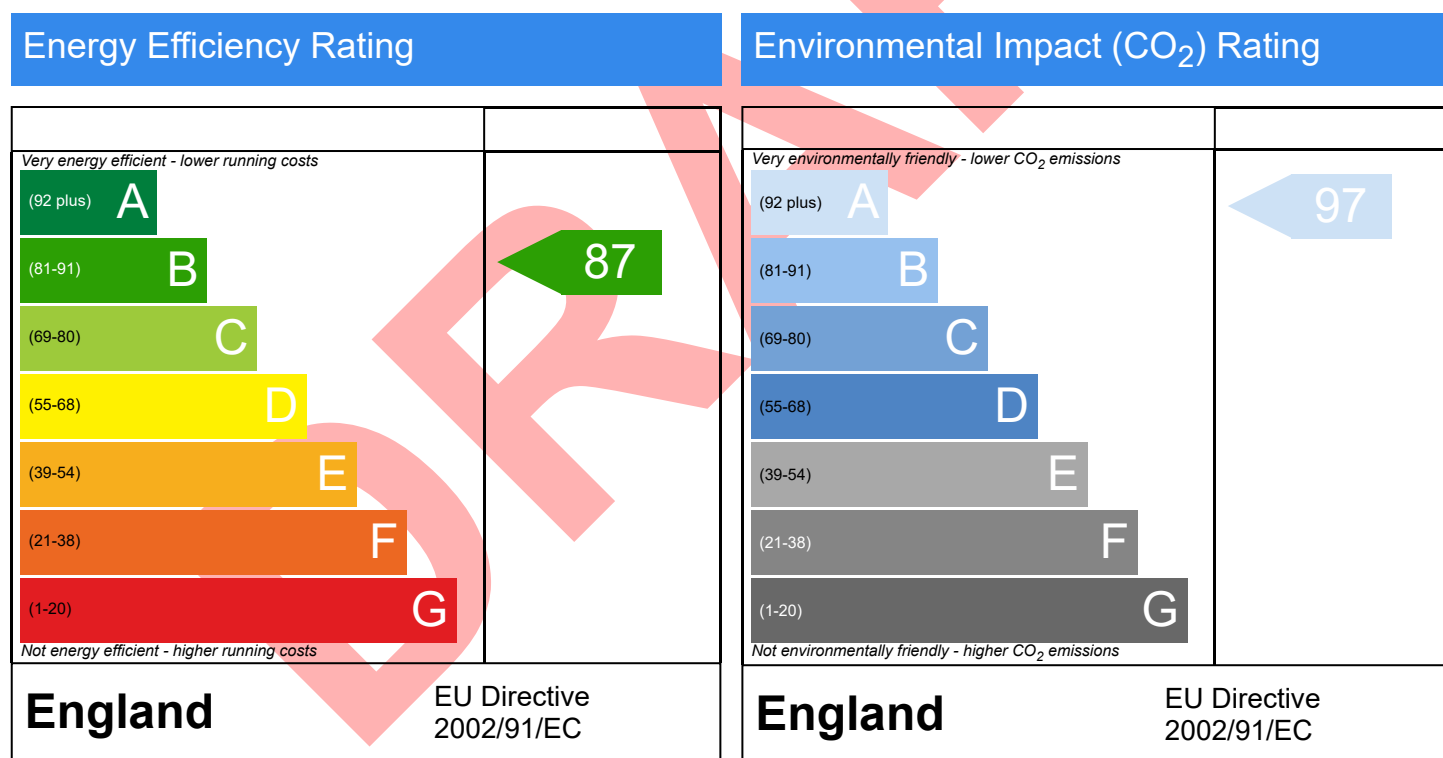 Energy Efficiency Rating
Very energy efficient - lower running costs
(92 plus) A
(81-91) B
(69-80) C
(55-68) D
(39-54) E
(21-38) F
(1-20) G
87
Not energy efficient - higher running costs
England
EU Directive
2002/91/EC
Environmental Impact (CO2) Rating
Very environmentally friendly - lower CO2 emissions
(92 plus) A
(81-91) B
(69-80) C
(55-68) D
(39-54) E
(21-38) F
(1-20) G
97
Not environmentally friendly - higher CO2 emissions
England
EU Directive
2002/91/EC